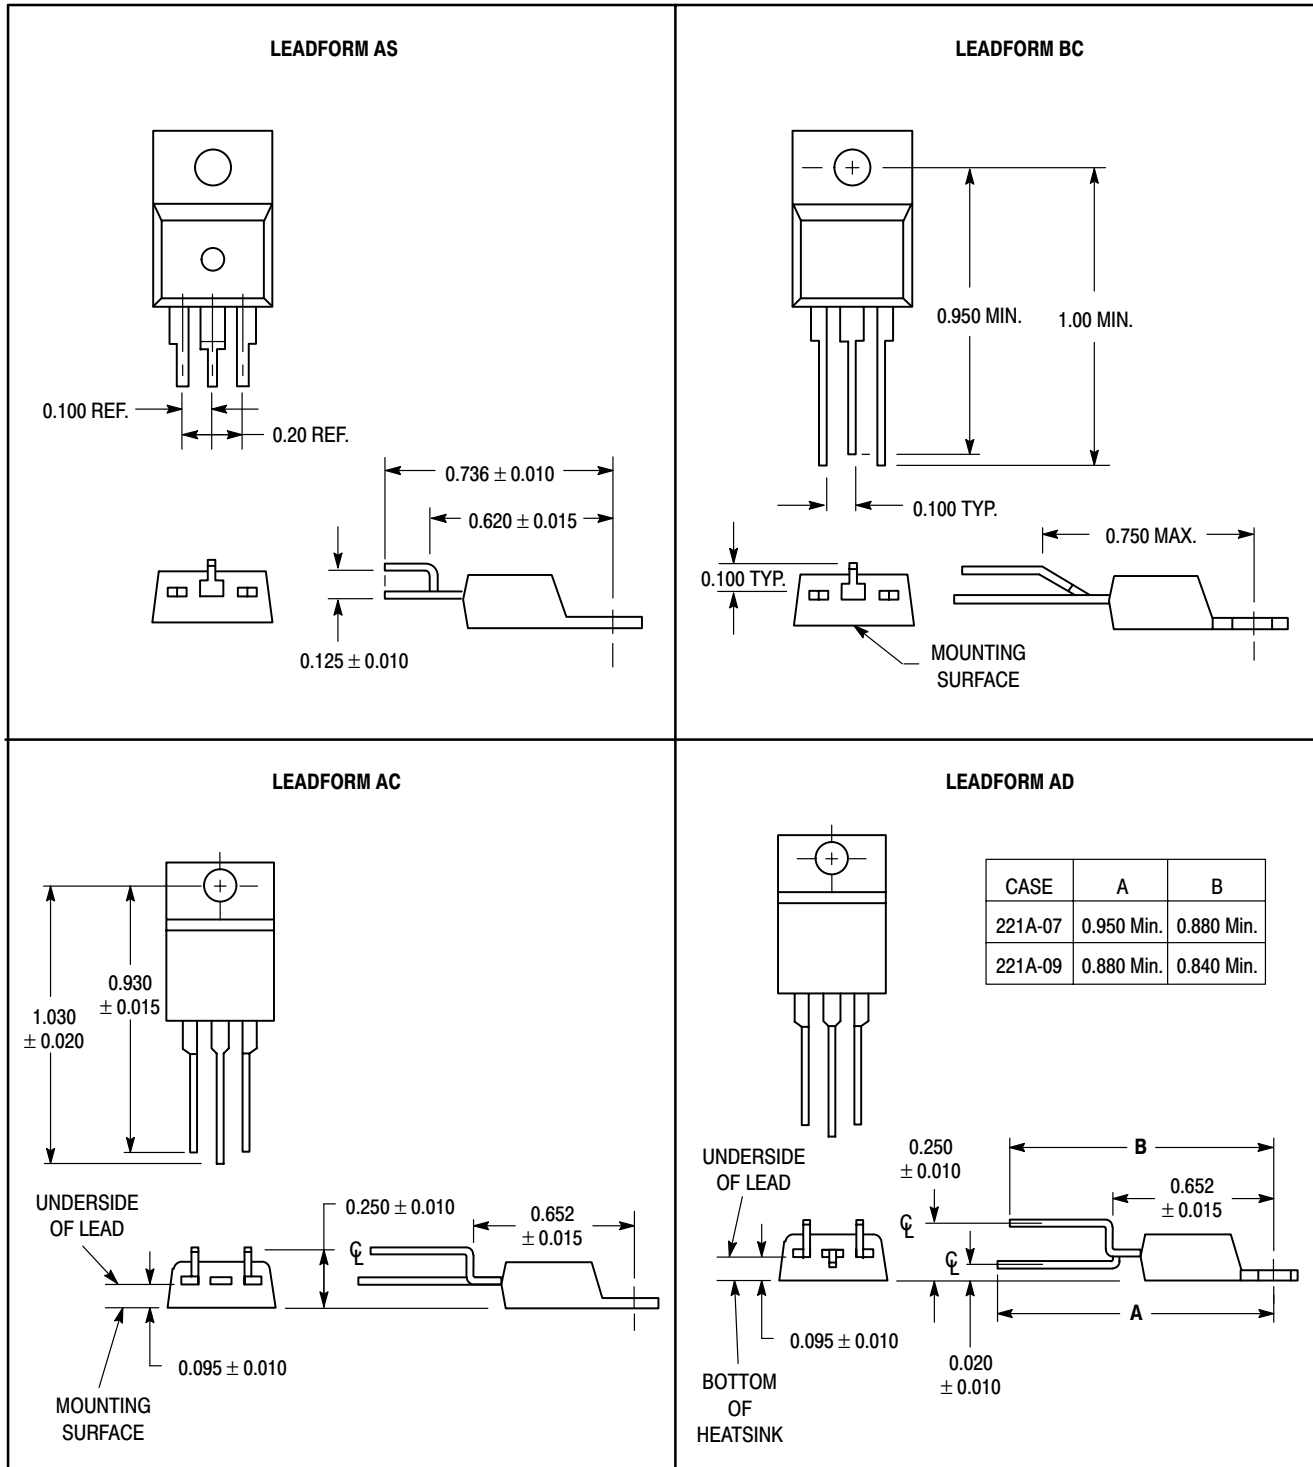 LEADFORM AS
0.100 REF.
0.20 REF.
0.736 ± 0.010
0.620 ± 0.015
0.125 ± 0.010
LEADFORM BC
0.950 MIN.
1.00 MIN.
0.100 TYP.
0.750 MAX.
0.100 TYP.
MOUNTING
SURFACE
LEADFORM AC
0.930
± 0.015
1.030
± 0.020
UNDERSIDE
OF LEAD
0.250 ± 0.010
0.652
± 0.015
℄
0.095 ± 0.010
MOUNTING
SURFACE
LEADFORM AD
CASE A B
221A-07 0.950 Min. 0.880 Min.
221A-09 0.880 Min. 0.840 Min.
UNDERSIDE
OF LEAD
0.250
± 0.010
B
0.652
± 0.015
℄
℄
A
0.095 ± 0.010
0.020
± 0.010
BOTTOM
OF
HEATSINK